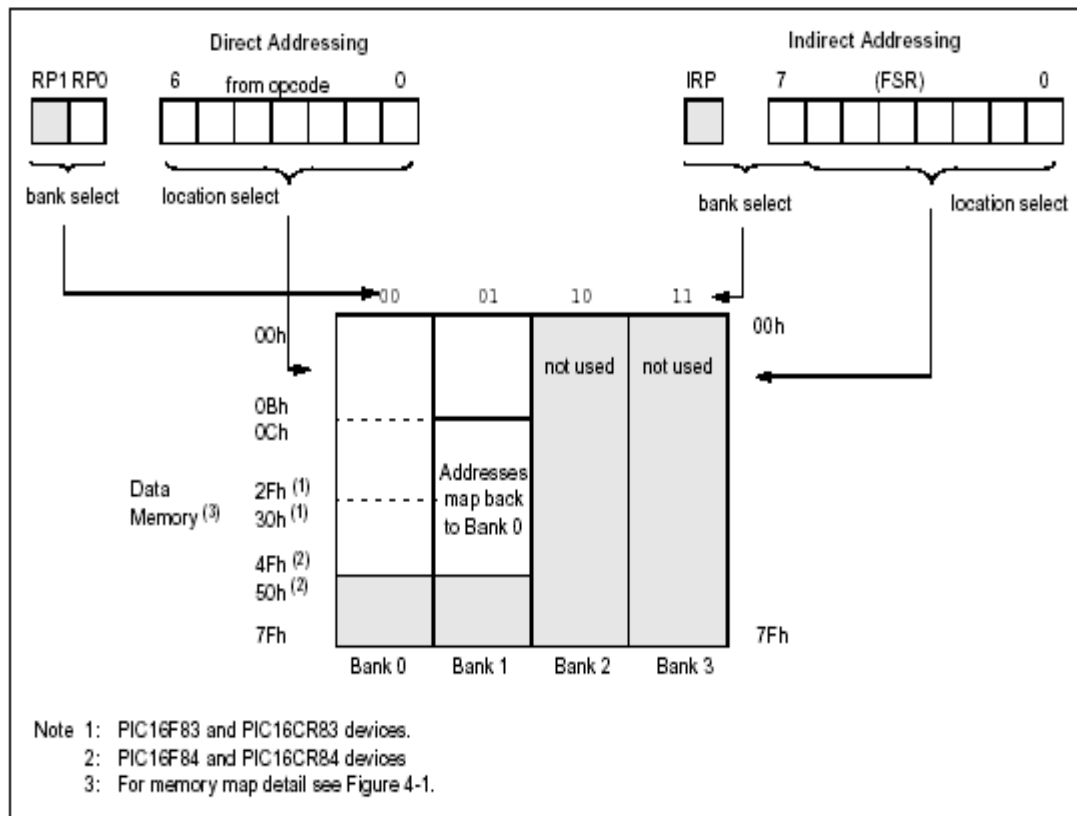 Direct Addressing
Indirect Addressing
RP1 RP0 6 from opcode 0
IRP 7 (FSR) 0
bank select location select
bank select location select
00 01 10 11
00h 00h
not used not used
0Bh
0Ch
Addresses
map back
to Bank 0
Data
Memory (3)
2Fh (1)
30h (1)
4Fh (2)
50h (2)
7Fh 7Fh
Bank 0 Bank 1 Bank 2 Bank 3
Note 1: PIC16F83 and PIC16CR83 devices.
2: PIC16F84 and PIC16CR84 devices
3: For memory map detail see Figure 4-1.